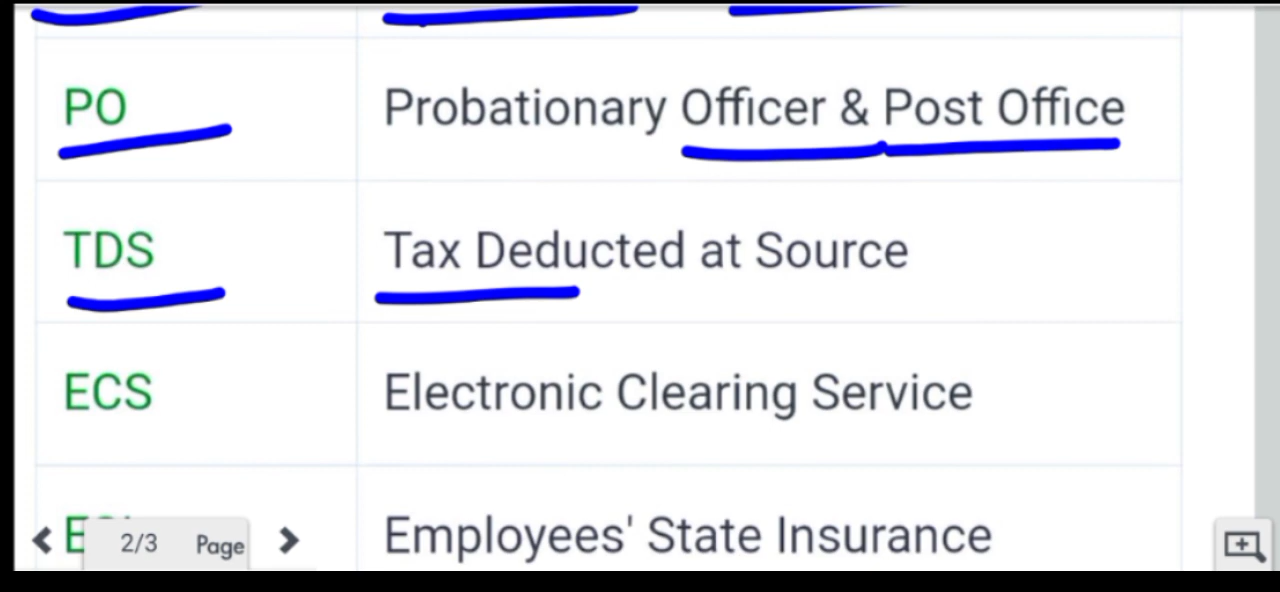 PO Probationary Officer & Post Office
TDS Tax Deducted at Source
ECS Electronic Clearing Service
Employees' State Insurance
2/3 Page